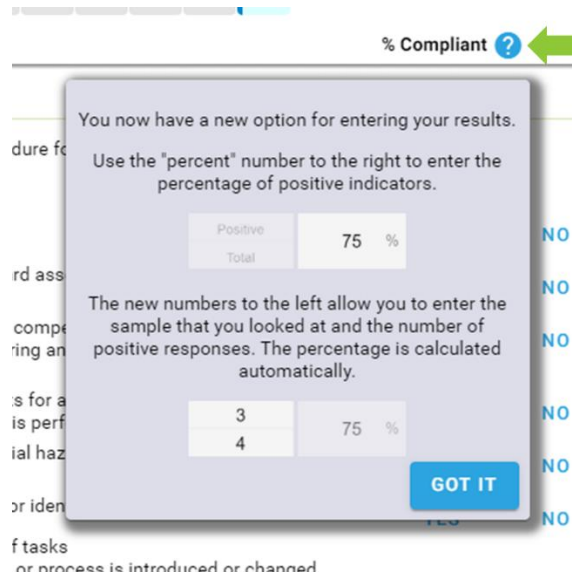 % Compliant ?
You now have a new option for entering your results.
dure fo
Use the "percent" number to the right to enter the
percentage of positive indicators.
Positive
Total
75 %
NO
rd ass
NO
The new numbers to the left allow you to enter the
sample that you looked at and the number of
positive responses. The percentage is calculated
automatically.
compe
ring an
NO
s for a
is perf
3
4
75 %
NO
ial haz
NO
GOT IT
or iden
YES
NO
f tasks
or process is introduced or changed